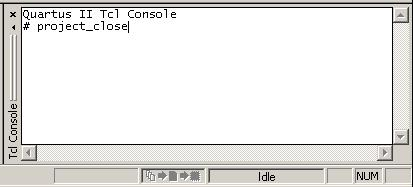 Quartus II Tcl Console
# project_close
Tcl Console
Idle
NUM